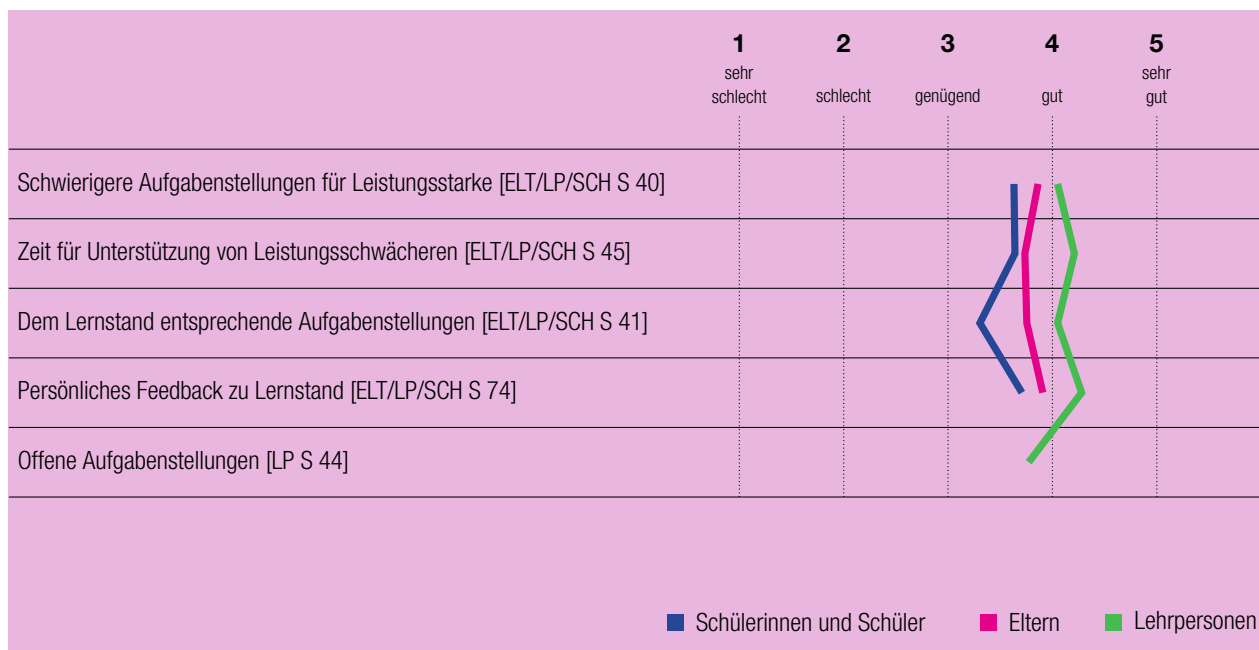 1 2 3 4 5
sehr sehr
schlecht schlecht genügend gut gut
Schwierigere Aufgabenstellungen für Leistungsstarke [ELT/LP/SCH S 40]
Zeit für Unterstützung von Leistungsschwächeren [ELT/LP/SCH S 45]
Dem Lernstand entsprechende Aufgabenstellungen [ELT/LP/SCH S 41]
Persönliches Feedback zu Lernstand [ELT/LP/SCH S 74]
Offene Aufgabenstellungen [LP S 44]
Schülerinnen und Schüler Eltern Lehrpersonen